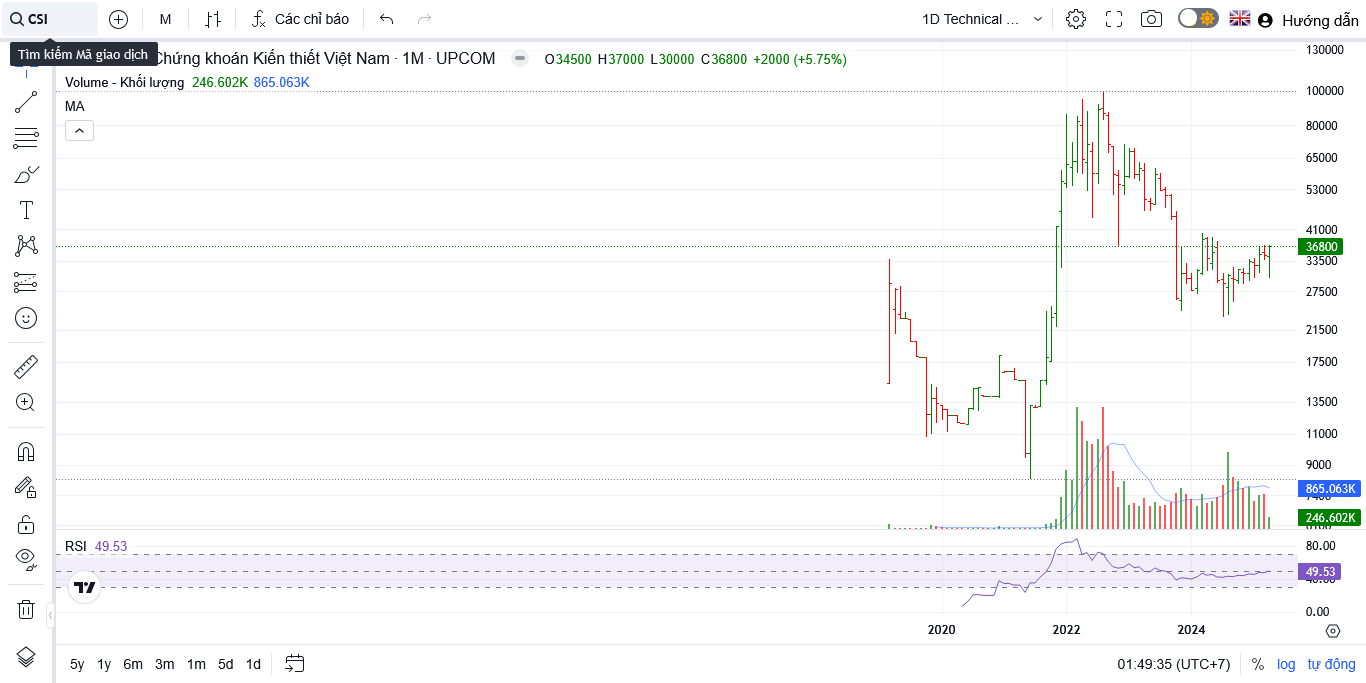 CSI
M
Các chỉ báo
1D Technical ...
Hướng dẫn
Tìm kiếm Mã giao dịch
Chứng khoán Kiến thiết Việt Nam · 1M · UPCOM
O34500 H37000 L30000 C36800 +2000 (+5.75%)
Volume - Khối lượng 246.602K 865.063K
MA
130000
100000
80000
65000
53000
41000
36800
33500
27500
21500
17500
13500
11000
9000
865.063K
246.602K
RSI 49.53
80.00
49.53
0.00
2020 2022 2024
5y 1y 6m 3m 1m 5d 1d
01:49:35 (UTC+7) % log tự động